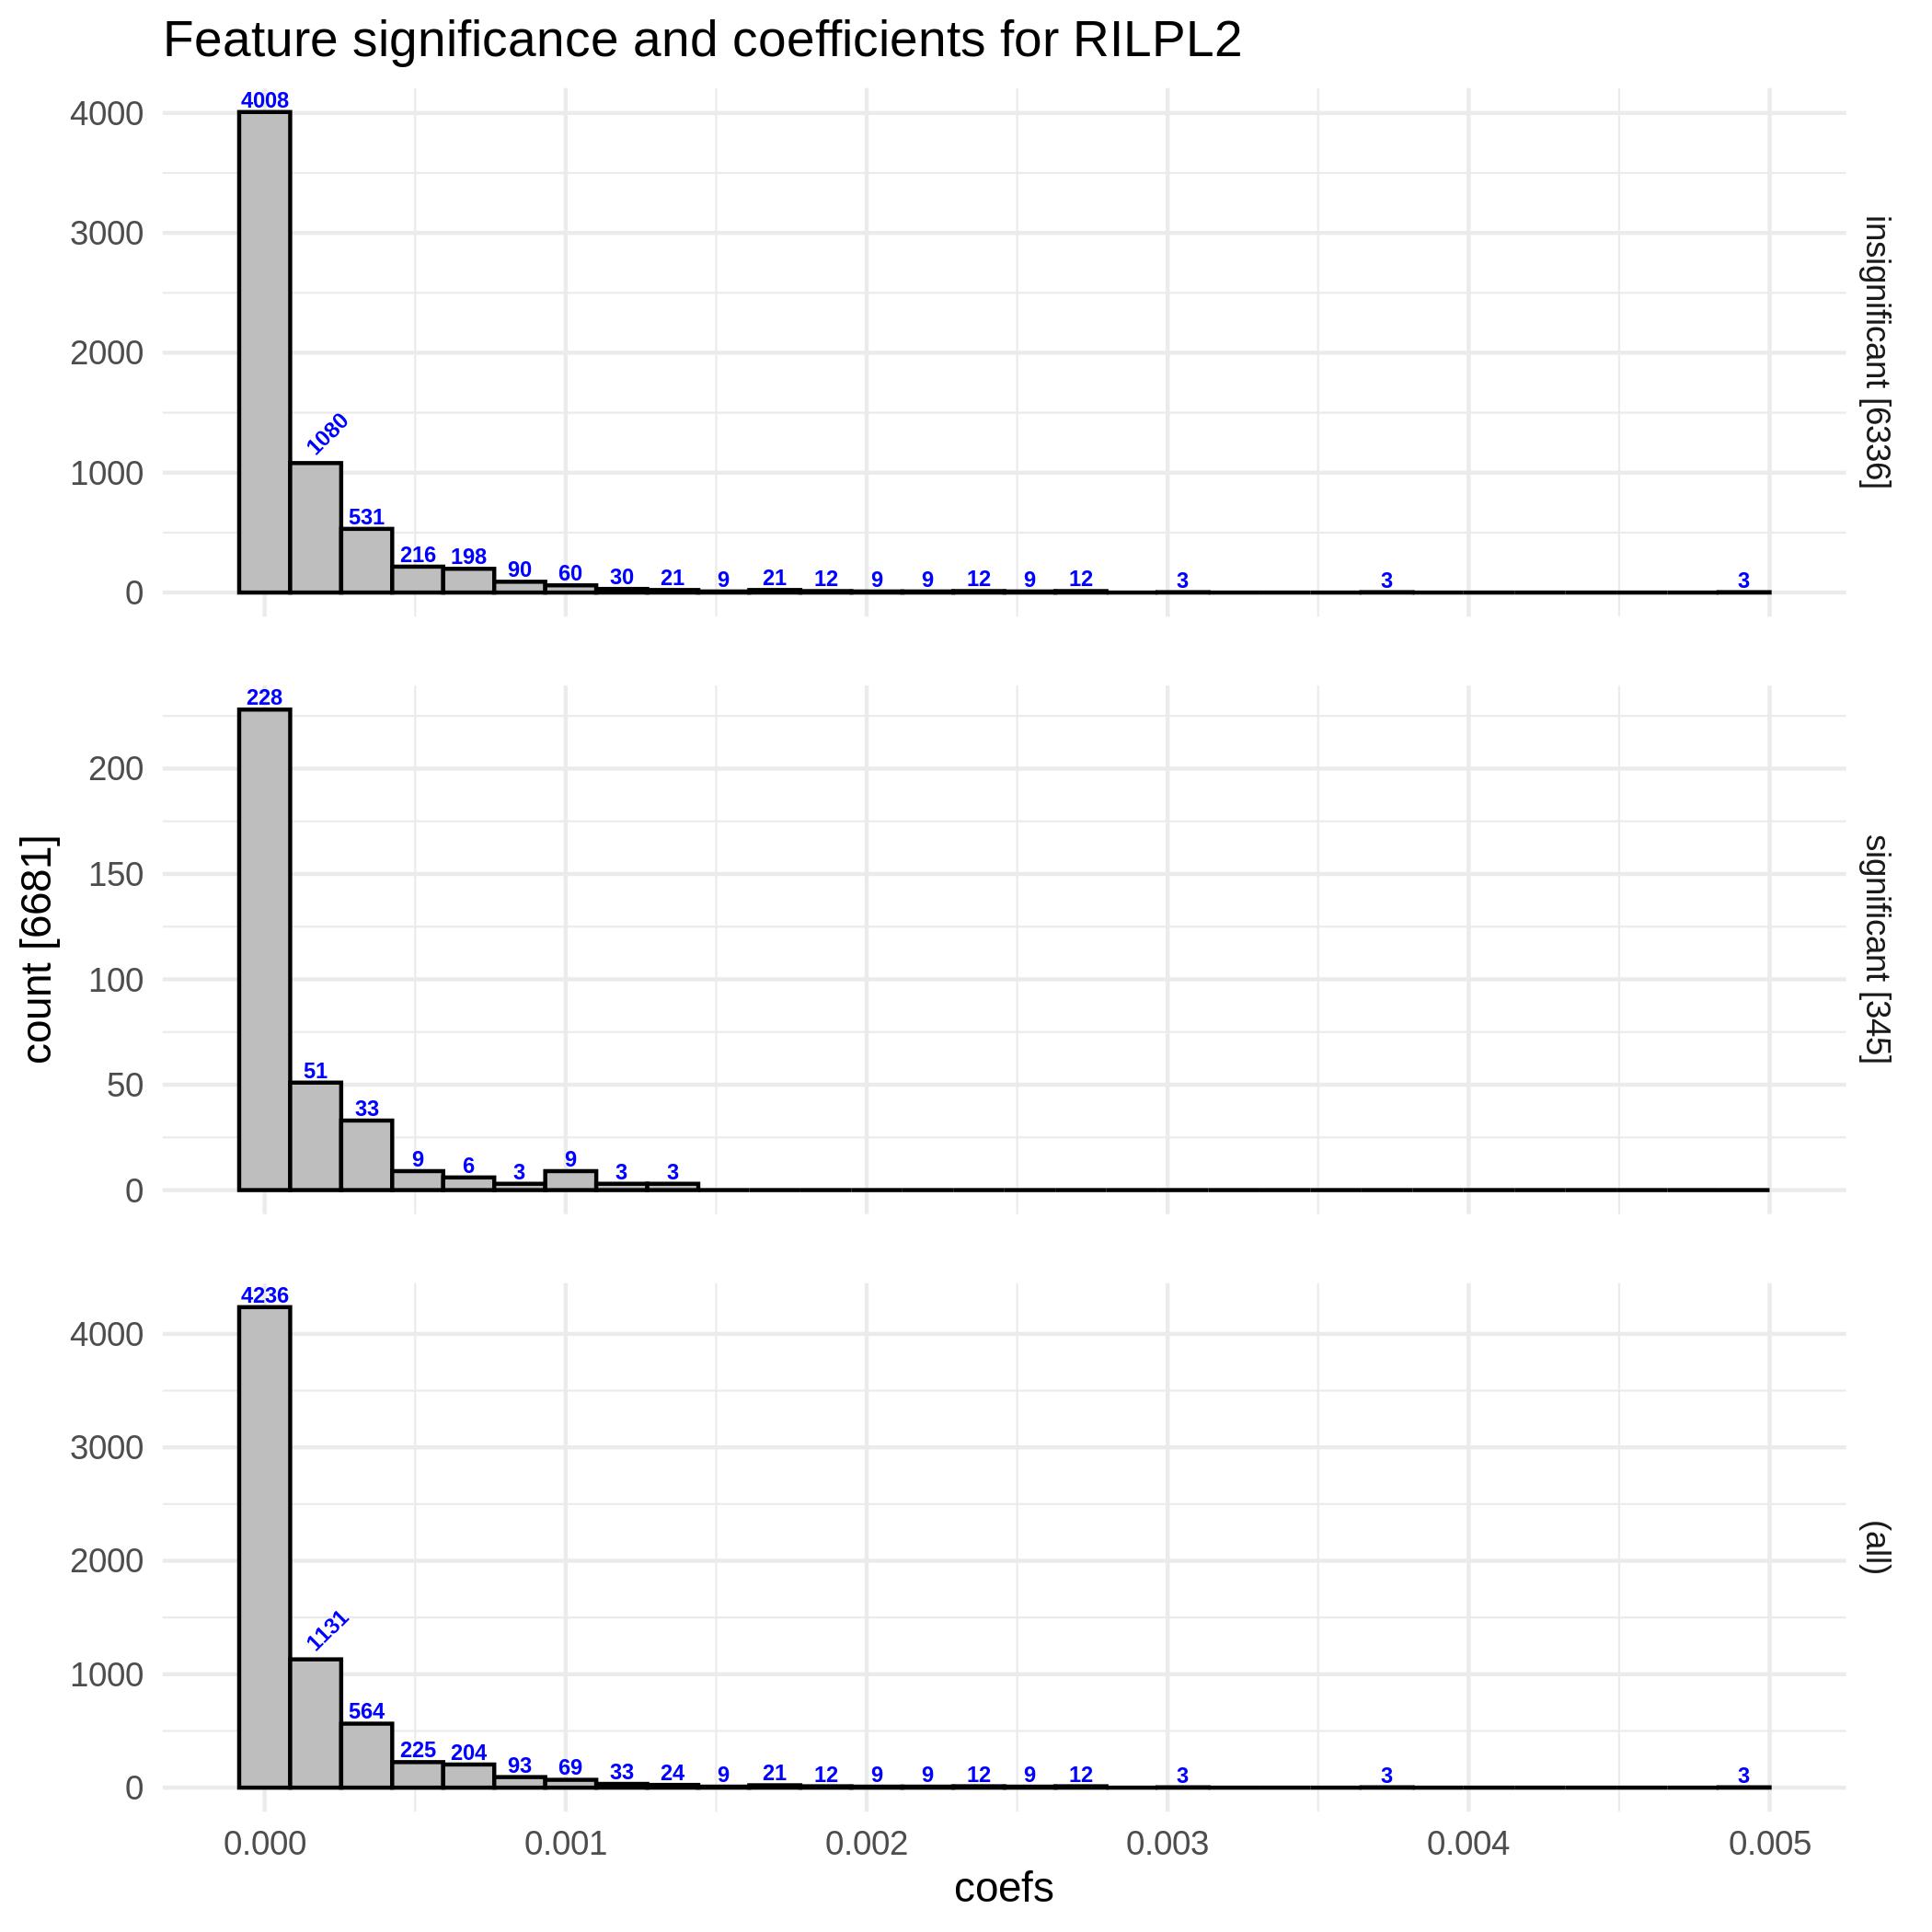 Feature significance and coefficients for RILPL2
4008
4000
3000
2000
1080
1000
531
216 198 90 60 30 21 9 21 12 9 9 12 9 12 3 3 3
0
insignificant [6336]
228
200
150
100
51
50
33
9 6 3 9 3 3
0
significant [345]
count [6681]
4236
4000
3000
2000
1131
1000
564
225 204 93 69 33 24 9 21 12 9 9 12 9 12 3 3 3
0
(all)
0.000 0.001 0.002 0.003 0.004 0.005
coefs